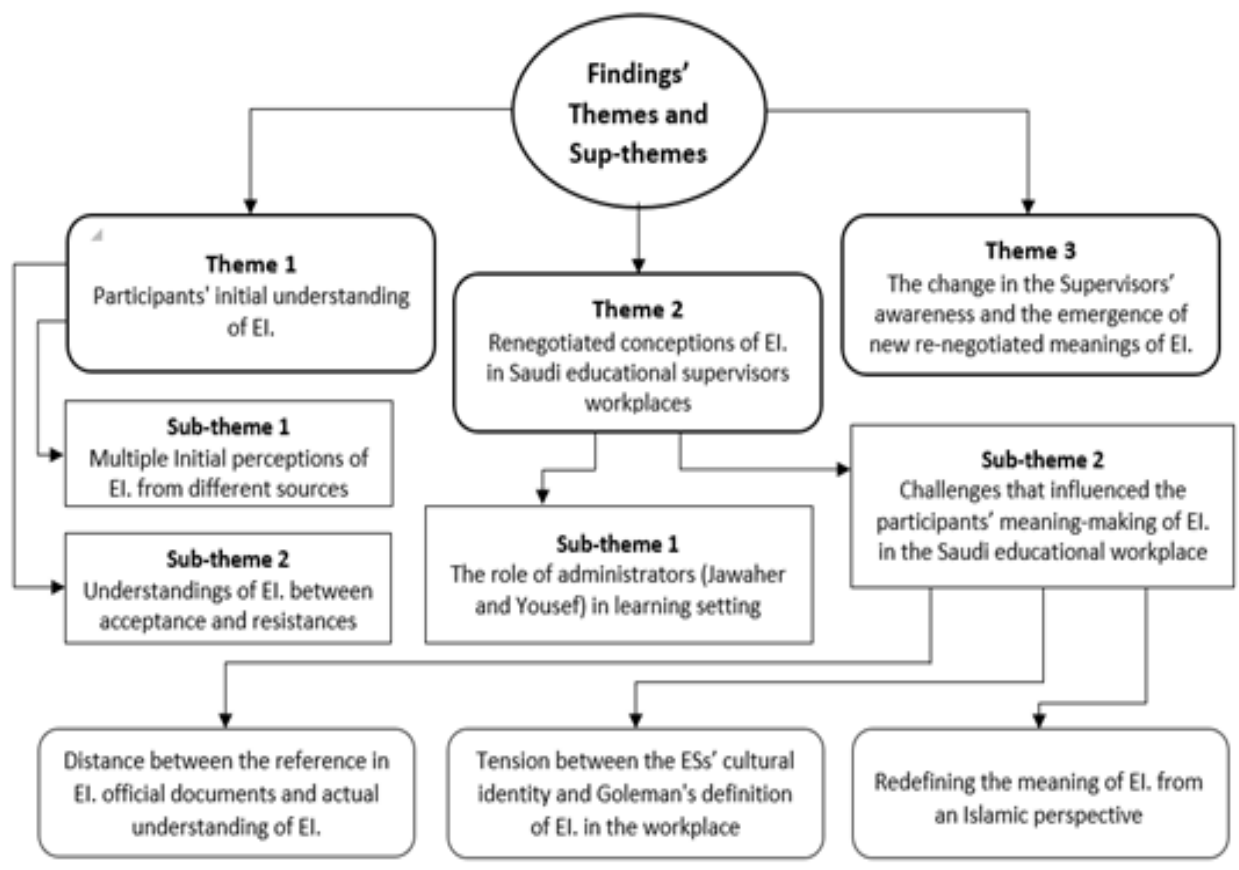 Findings'
Themes and
Sup-themes
Theme 1
Participants' initial understanding
of EI.
Sub-theme 1
Multiple Initial perceptions of
EI. from different sources
Sub-theme 2
Understandings of EI. between
acceptance and resistances
Theme 2
Renegotiated conceptions of EI.
in Saudi educational supervisors
workplaces
Sub-theme 1
The role of administrators (Jawaher
and Yousef) in learning setting
Theme 3
The change in the Supervisors'
awareness and the emergence of
new re-negotiated meanings of EI.
Sub-theme 2
Challenges that influenced the
participants' meaning-making of EI.
in the Saudi educational workplace
Distance between the reference in
EI. official documents and actual
understanding of EI.
Tension between the ESs' cultural
identity and Goleman's definition
of EI. in the workplace
Redefining the meaning of EI. from
an Islamic perspective